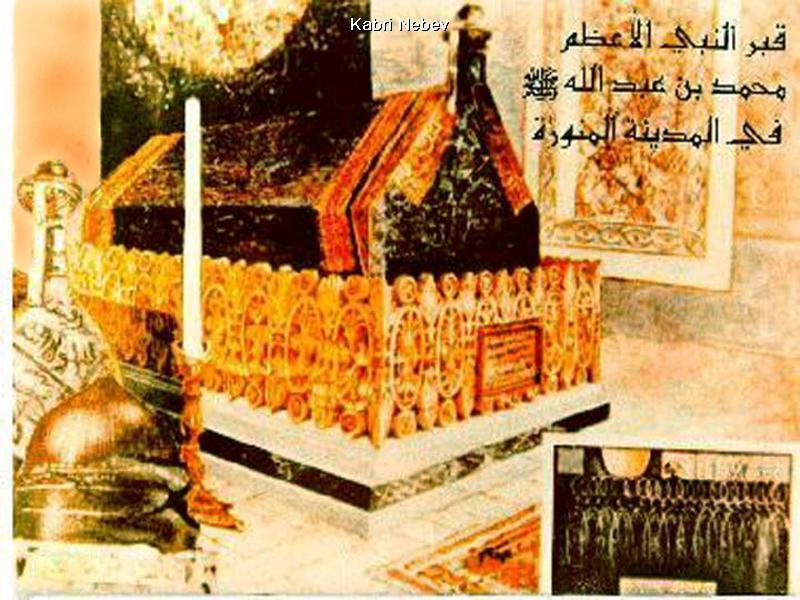 Kabri Nebev
قبر النبي الأعظم
محمد بن عبد الله ﷺ
في المدينة المنورة